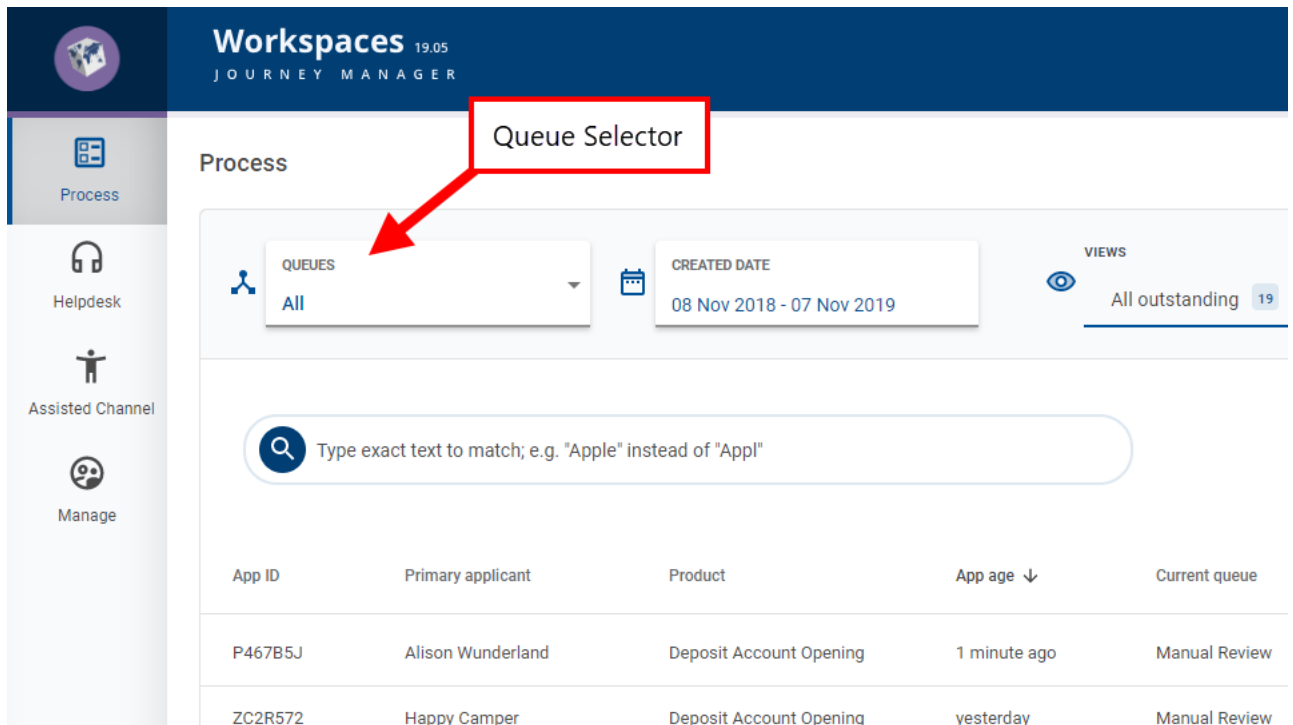 Workspaces 19.05
JOURNEY MANAGER
Queue Selector
Process
Process
Helpdesk
Assisted Channel
Manage
QUEUES
All
CREATED DATE
08 Nov 2018 - 07 Nov 2019
VIEWS
All outstanding 19
Type exact text to match; e.g. "Apple" instead of "Appl"
App ID Primary applicant Product App age Current queue
P467B5J Alison Wunderland Deposit Account Opening 1 minute ago Manual Review
ZC2R572 Happy Camper Deposit Account Opening yesterday Manual Review